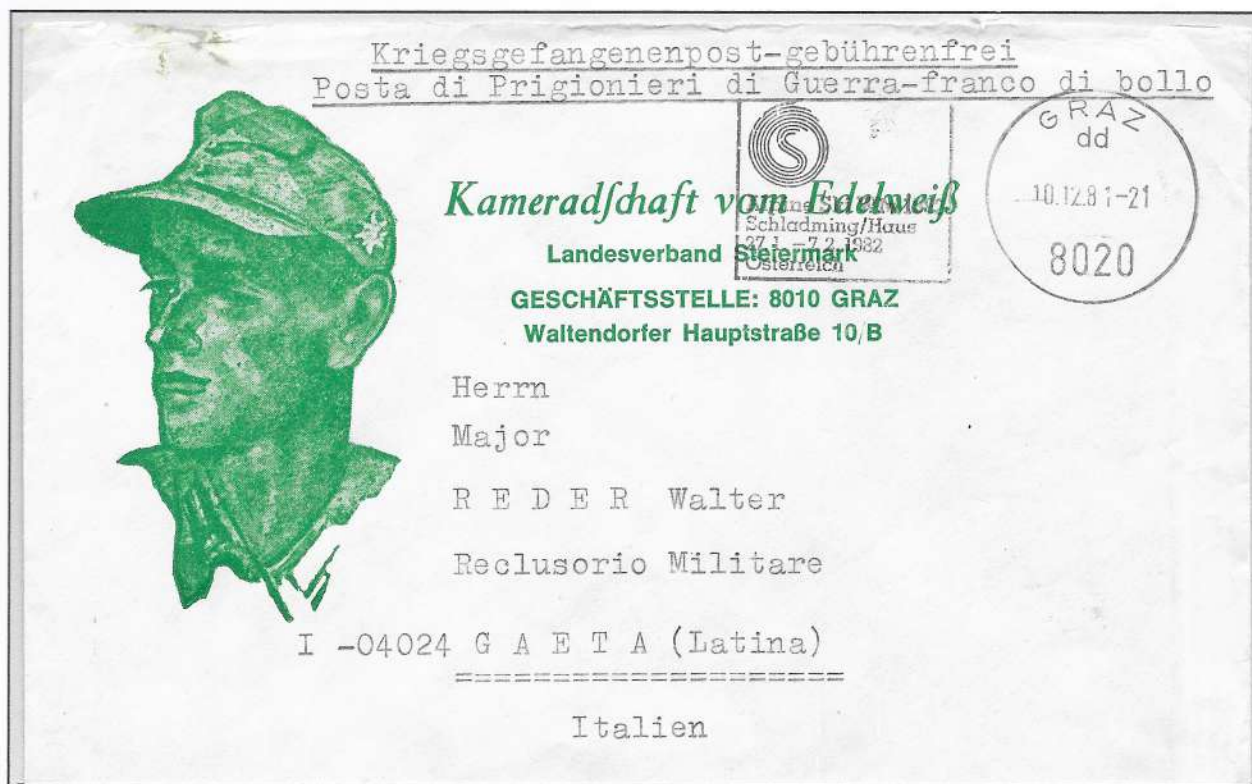 Kriegsgefangenenpost-gebührenfrei
Posta di Prigionieri di Guerra-franco di bollo
GRAZ
dd
10.12.81-21
8020
Kameradschaft vom Edelweiß
Landesverband Steiermark
GESCHÄFTSSTELLE: 8010 GRAZ
Waltendorfer Hauptstraße 10/B
Schladming/Haus
27.1.-7.2.1982
Österreich
Herrn
Major
R E D E R Walter
Reclusorio Militare
I -04024 G A E T A (Latina)
====================
Italien